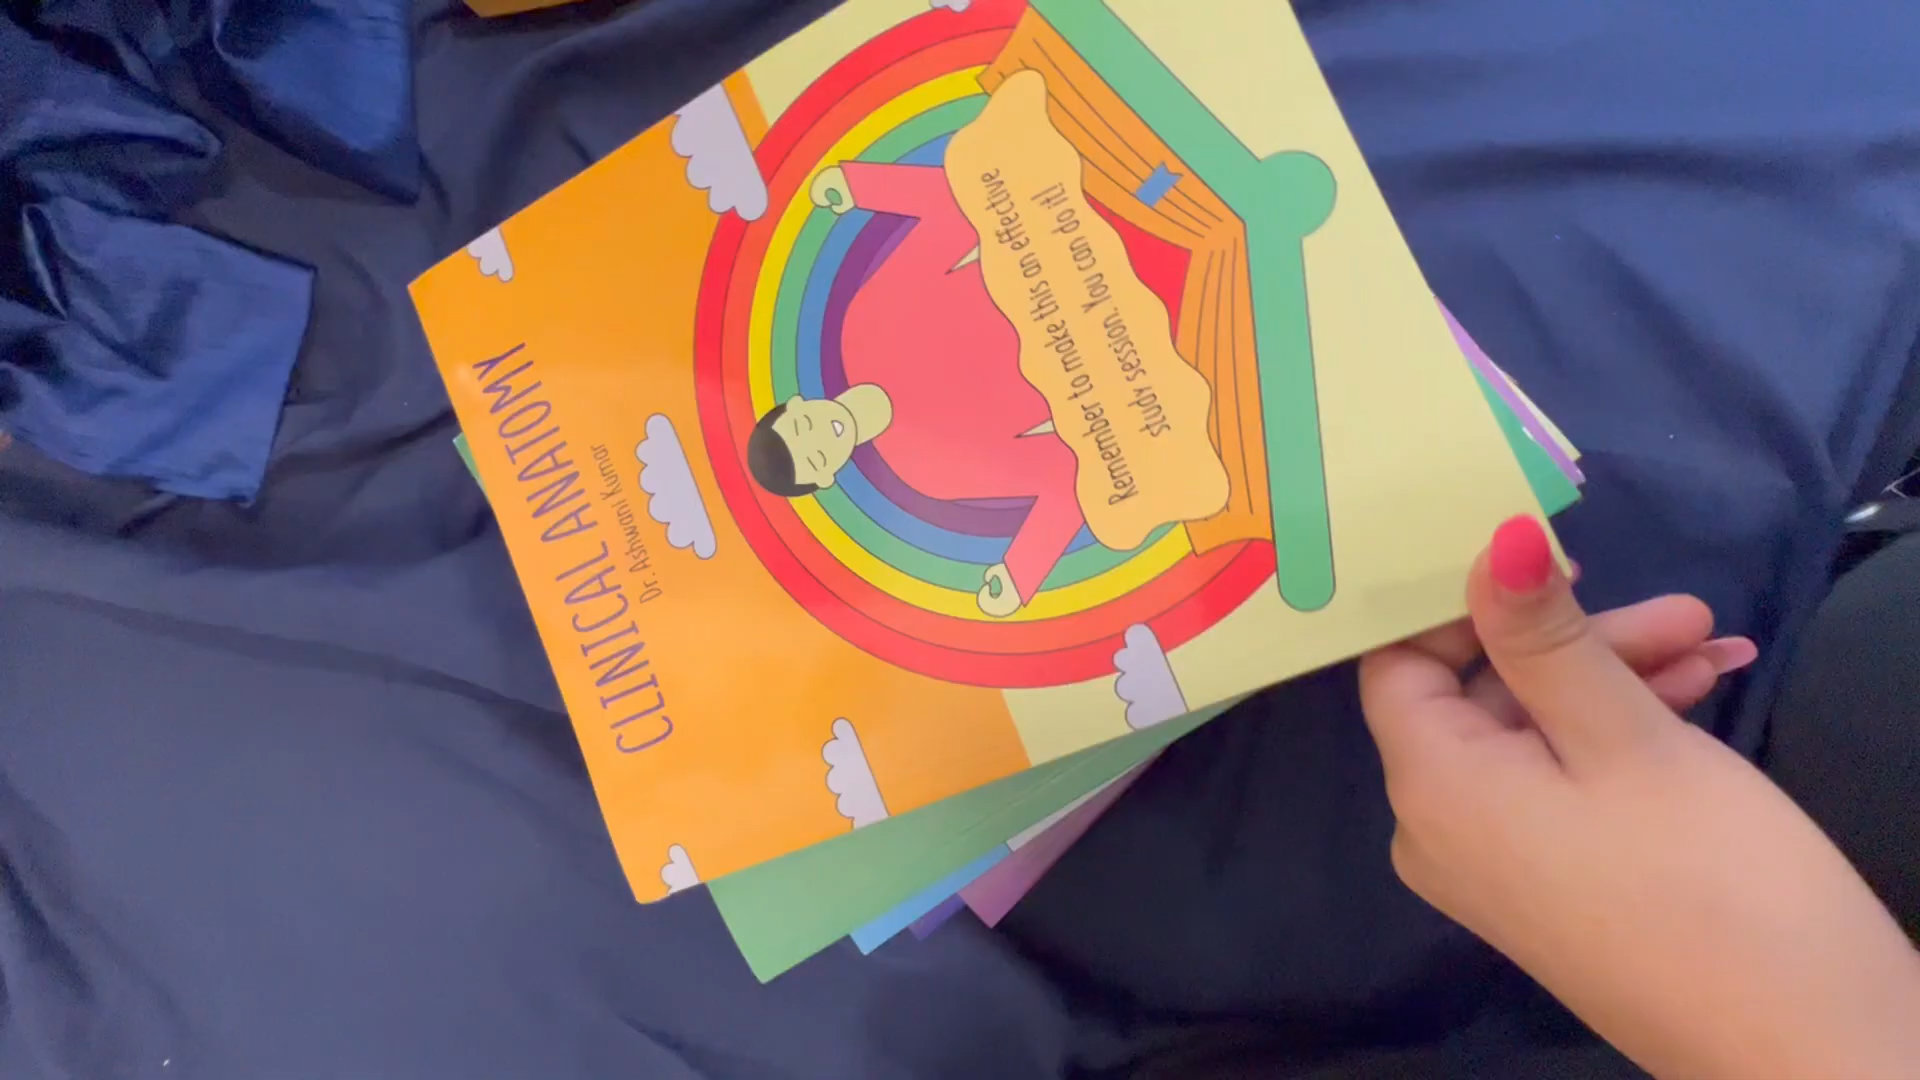 CLINICAL ANATOMY
Dr. Ashwani Kumar
Remember to make this an effective
study session. You can do it!